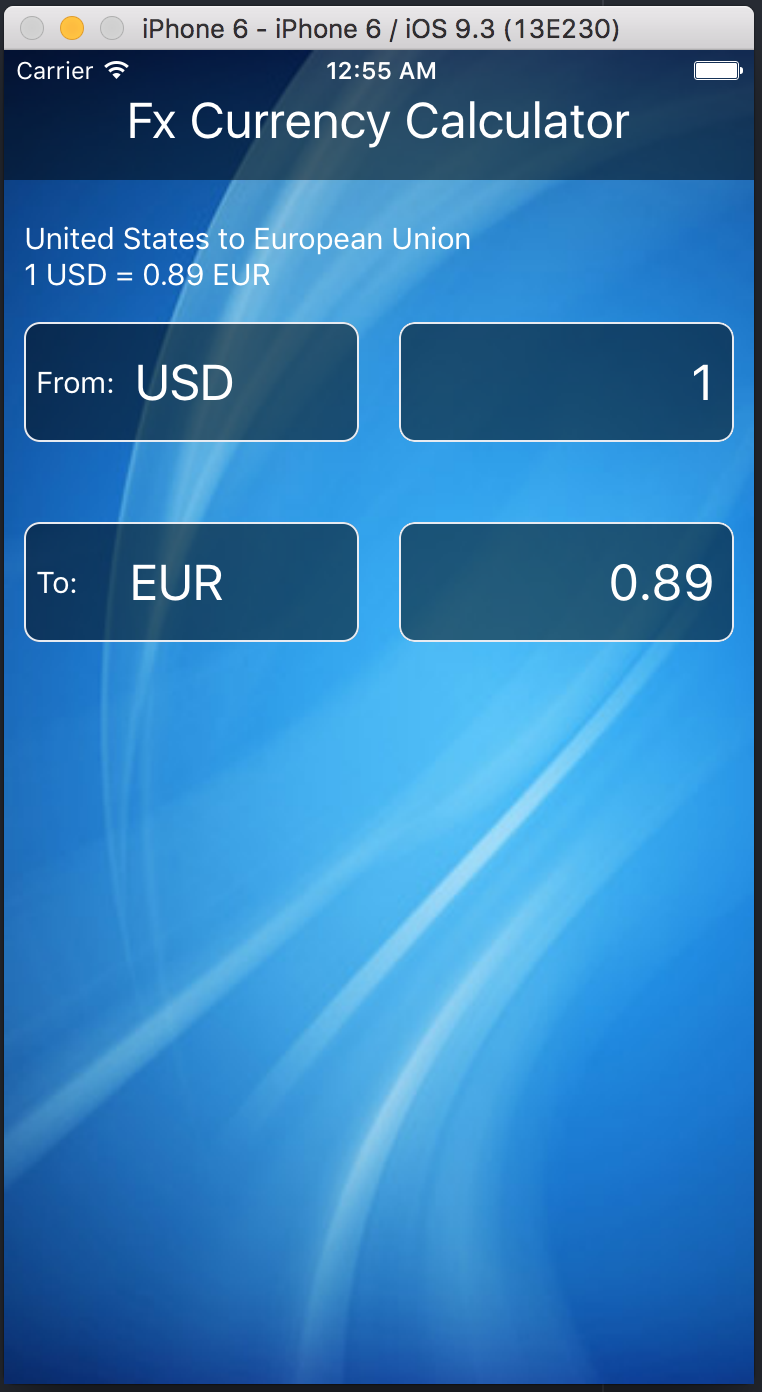 iPhone 6 - iPhone 6 / iOS 9.3 (13E230)
Carrier 12:55 AM
Fx Currency Calculator
United States to European Union
1 USD = 0.89 EUR
From: USD 1
To: EUR 0.89